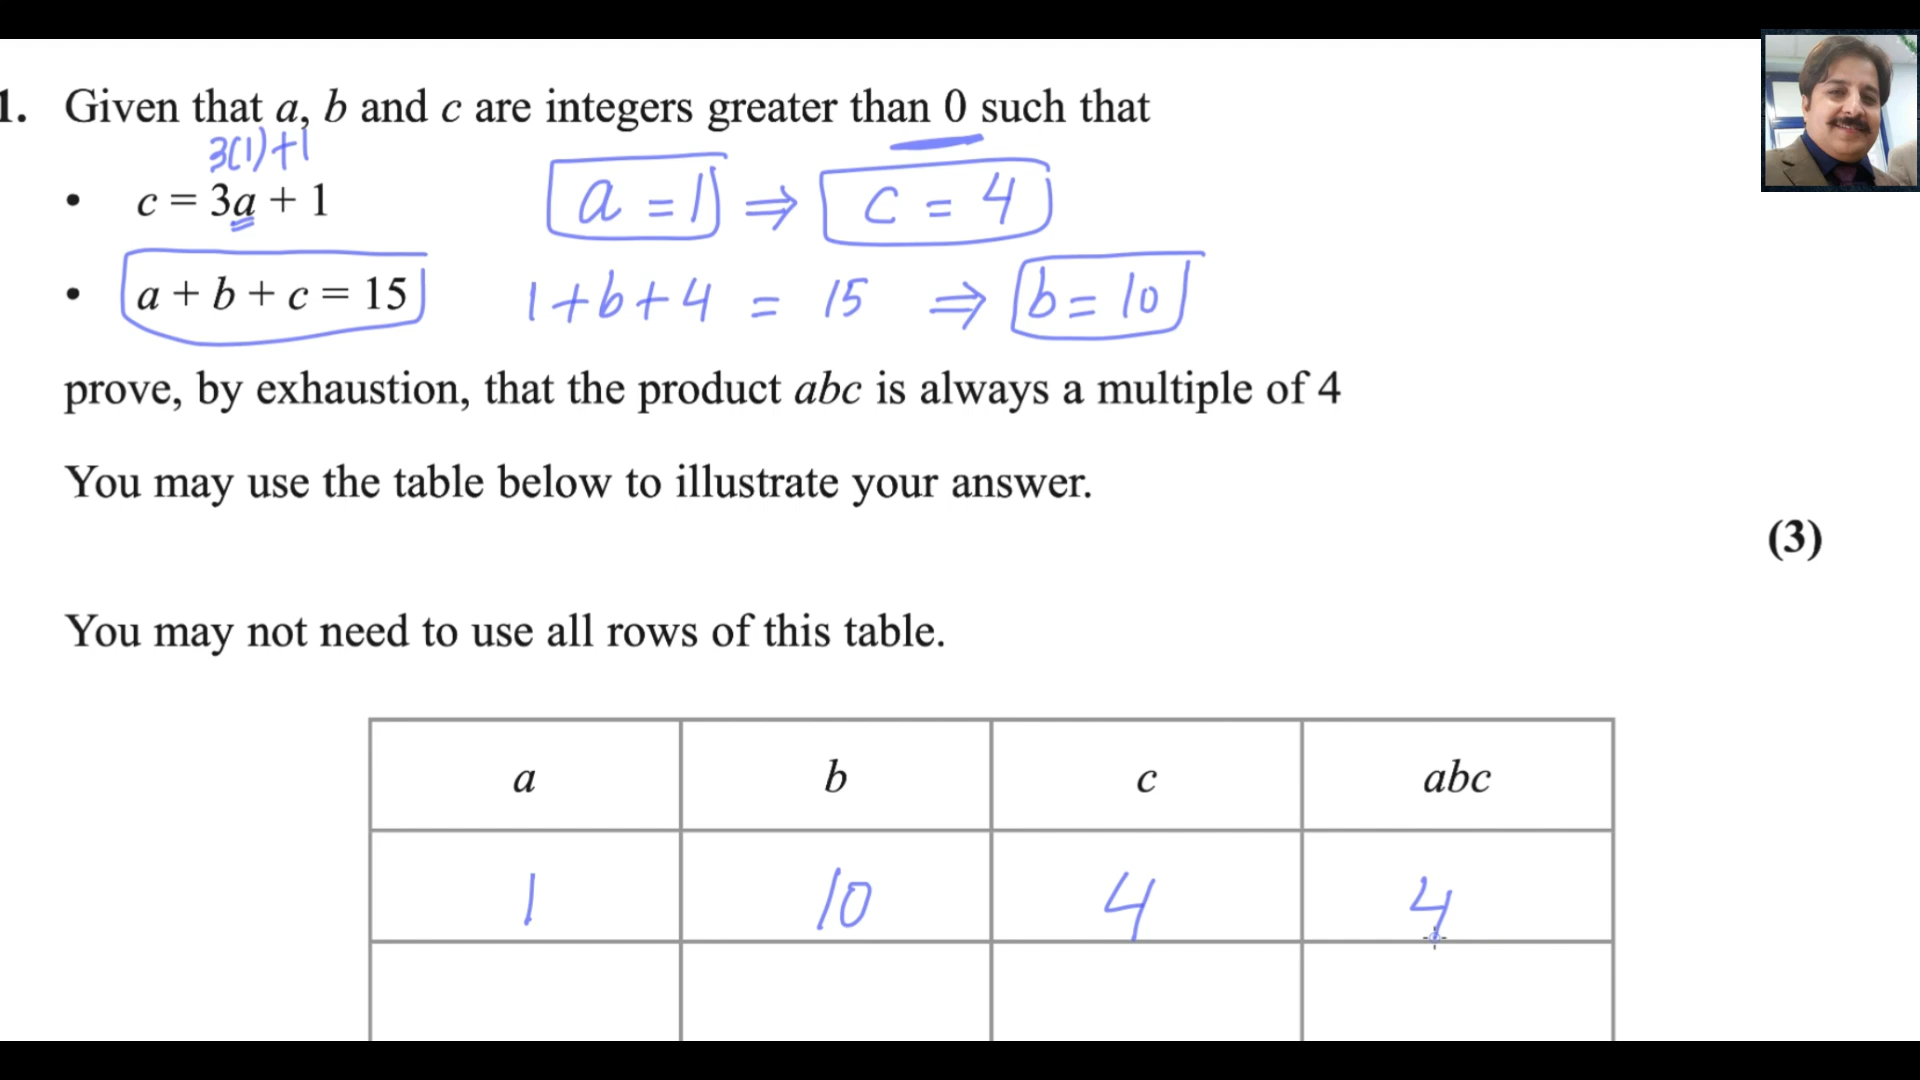 1. Given that a, b and c are integers greater than 0 such that
3(1)+1
• c = 3a + 1 a = 1 ⇒ c = 4
• a + b + c = 15 1+b+4 = 15 ⇒ b = 10
prove, by exhaustion, that the product abc is always a multiple of 4
You may use the table below to illustrate your answer.
(3)
You may not need to use all rows of this table.
a b c abc
1 10 4 4